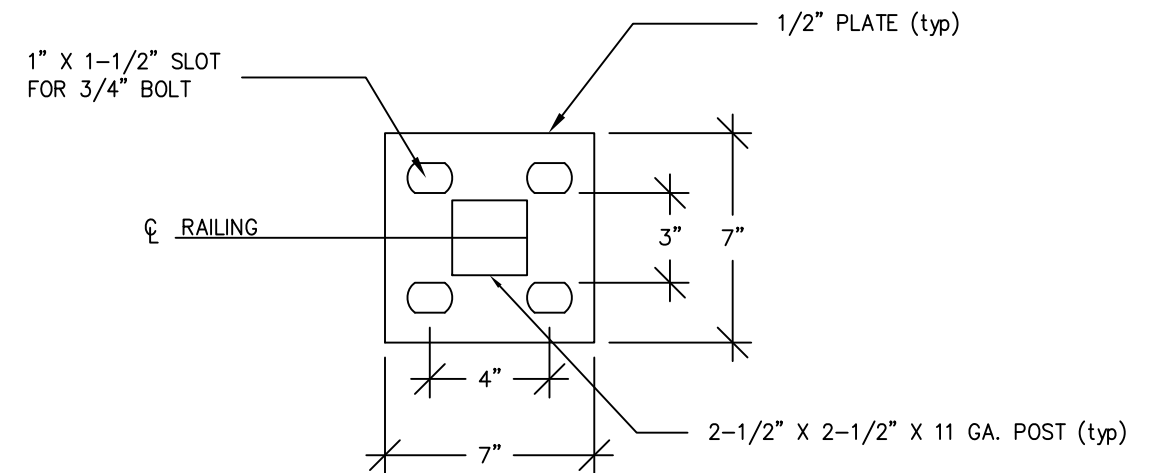 1/2” PLATE (typ)
1” X 1-1/2” SLOT
FOR 3/4” BOLT
℄ RAILING
3”
7”
4”
2-1/2” X 2-1/2” X 11 GA. POST (typ)
7”